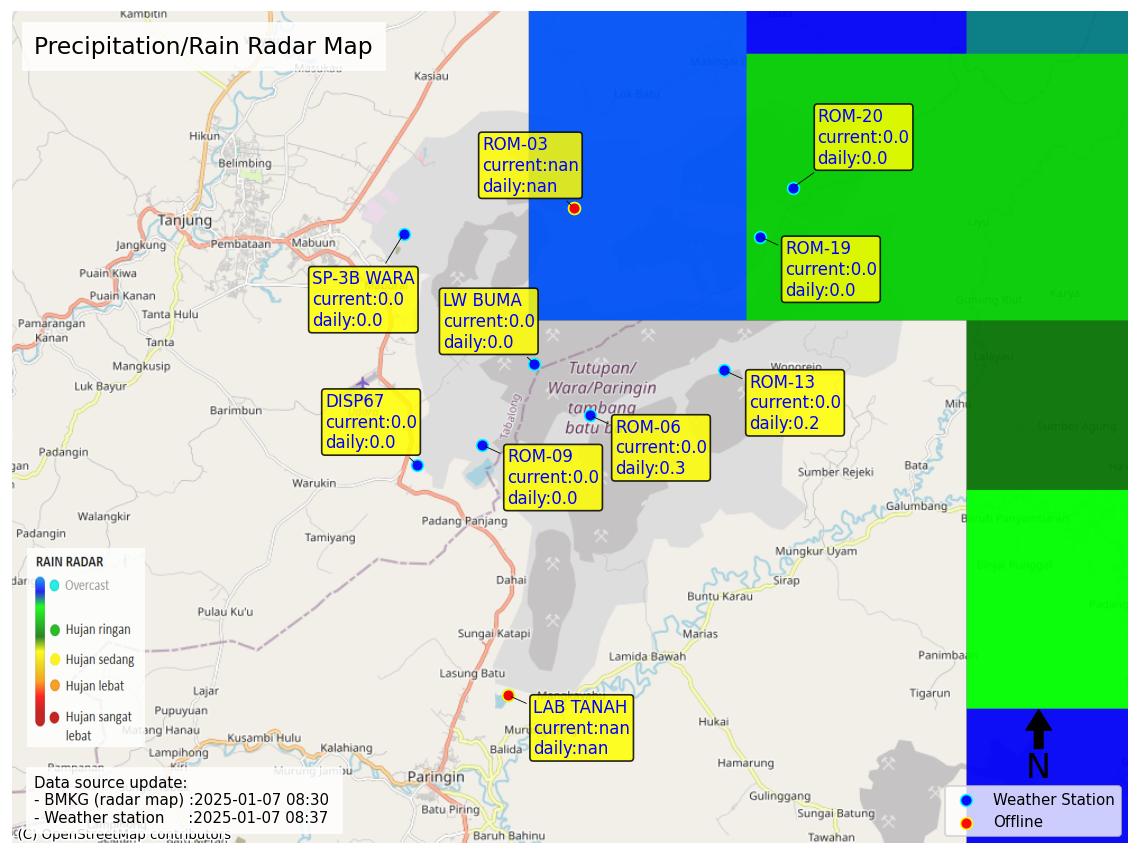 Kambitin
Precipitation/Rain Radar Map
Masukau
Kasiau
Hikun
Belimbing
ROM-20
current:0.0
daily:0.0
ROM-03
current:nan
daily:nan
Tanjung
Jangkung
Pembataan
Mabuun
ROM-19
current:0.0
daily:0.0
Puain Kiwa
Puain Kanan
SP-3B WARA
current:0.0
daily:0.0
LW BUMA
current:0.0
daily:0.0
Pamarangan
Kanan
Tanta Hulu
Tanta
Mangkusip
Luk Bayur
Tutupan/
Wara/Paringin
tambang
batu b
Wonorejo
ROM-13
current:0.0
daily:0.2
DISP67
current:0.0
daily:0.0
Barimbun
Tabalong
ROM-06
current:0.0
daily:0.3
ROM-09
current:0.0
daily:0.0
Sumber Agung
Sumber Rejeki
Bata
Galumbang
Warukin
Walangkir
Padangin
Padang Panjang
Tamiyang
Mungkur Uyam
Dahai
Sirap
Buntu Karau
RAIN RADAR
Overcast
Hujan ringan
Hujan sedang
Hujan lebat
Hujan sangat
lebat
Pulau Ku'u
Sungai Katapi
Marias
Lamida Bawah
Lasung Batu
Tigarun
Lajar
Pupuyuan
Matang Hanau
LAB TANAH
current:nan
daily:nan
Hukai
Kusambi Hulu
Lampihong
Kalahiang
Balida
Hamarung
Murung Jambu
Paringin
N
Data source update:
- BMKG (radar map) :2025-01-07 08:30
- Weather station :2025-01-07 08:37
Batu Piring
Gulinggang
Sungai Batung
Weather Station
Offline
(C) OpenStreetMap contributors
Baruh Bahinu
Tawahan